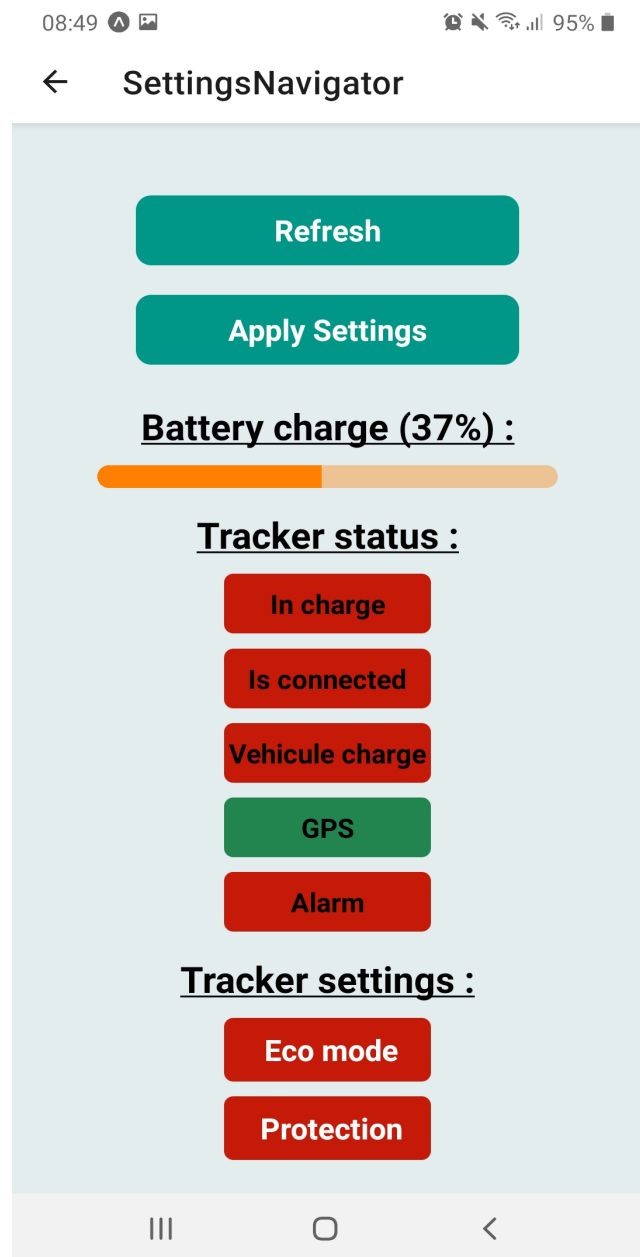 08:49
95%
SettingsNavigator
Refresh
Apply Settings
Battery charge (37%) :
Tracker status :
In charge
Is connected
Vehicule charge
GPS
Alarm
Tracker settings :
Eco mode
Protection